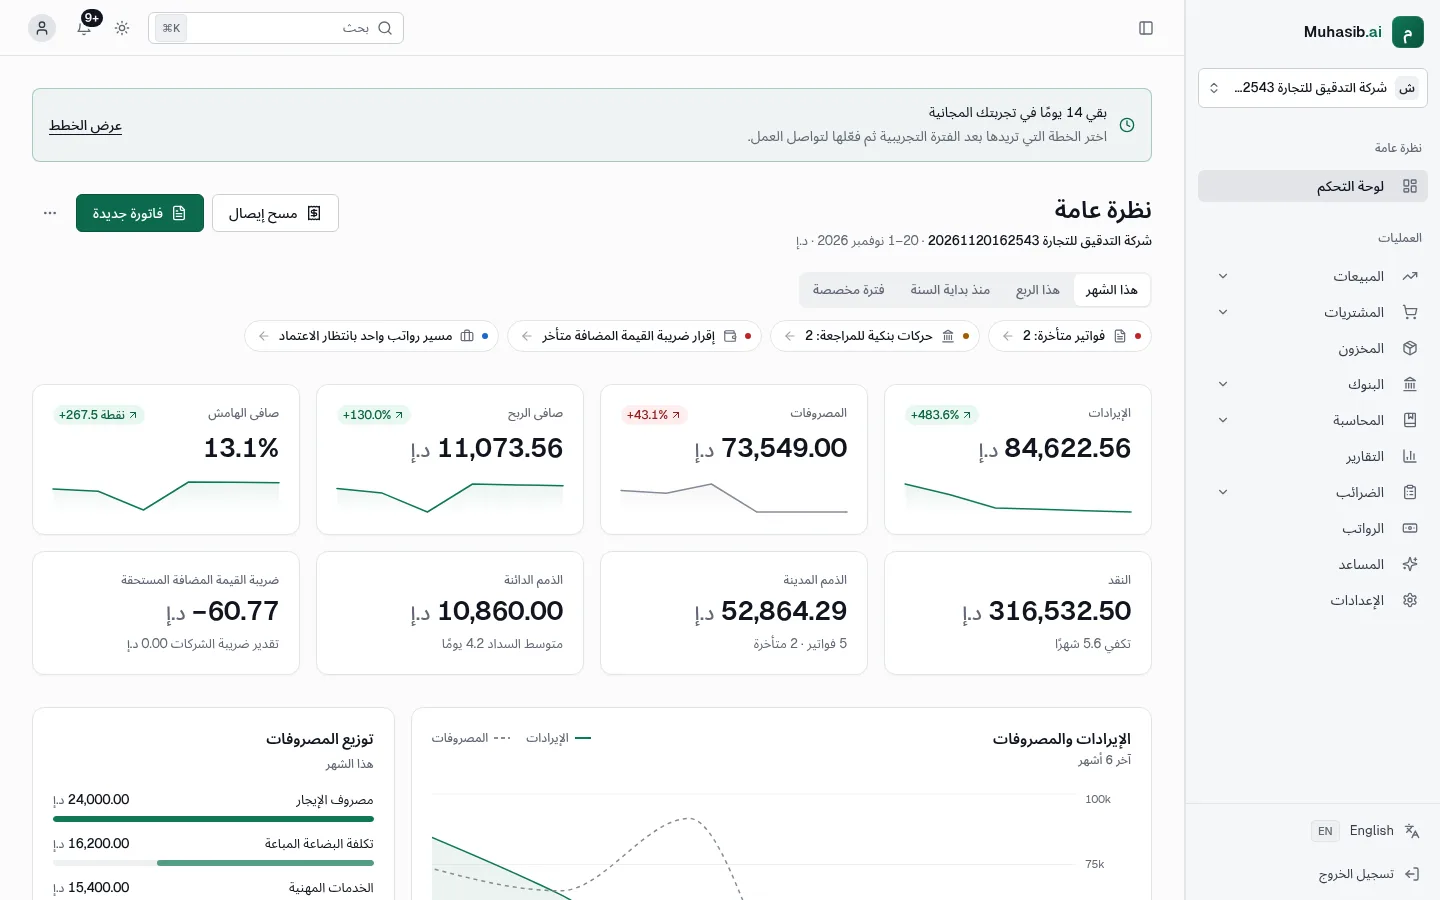 Muhasib.ai
م
ش
شركة التدقيق للتجارة 2543...
نظرة عامة
لوحة التحكم
العمليات
المبيعات
المشتريات
المخزون
البنوك
المحاسبة
التقارير
الضرائب
الرواتب
المساعد
الإعدادات
English EN
تسجيل الخروج
بحث
⌘K
9+
بقي 14 يومًا في تجربتك المجانية
اختر الخطة التي تريدها بعد الفترة التجريبية ثم فعّلها لتواصل العمل.
عرض الخطط
نظرة عامة
شركة التدقيق للتجارة 20261120162543 · 1–20 نوفمبر 2026 · د.إ
مسح إيصال
فاتورة جديدة
هذا الشهر
هذا الربع
منذ بداية السنة
فترة مخصصة
فواتير متأخرة: 2
حركات بنكية للمراجعة: 2
إقرار ضريبة القيمة المضافة متأخر
مسير رواتب واحد بانتظار الاعتماد
الإيرادات
+483.6%
84,622.56 د.إ
المصروفات
+43.1%
73,549.00 د.إ
صافي الربح
+130.0%
11,073.56 د.إ
صافي الهامش
+267.5 نقطة
13.1%
النقد
316,532.50 د.إ
تكفي 5.6 شهرًا
الذمم المدينة
52,864.29 د.إ
5 فواتير · 2 متأخرة
الذمم الدائنة
10,860.00 د.إ
متوسط السداد 4.2 يومًا
ضريبة القيمة المضافة المستحقة
−60.77 د.إ
تقدير ضريبة الشركات 0.00 د.إ
الإيرادات والمصروفات
آخر 6 أشهر
الإيرادات
المصروفات
100k
75k
توزيع المصروفات
هذا الشهر
مصروف الإيجار
24,000.00 د.إ
تكلفة البضاعة المباعة
16,200.00 د.إ
الخدمات المهنية
15,400.00 د.إ